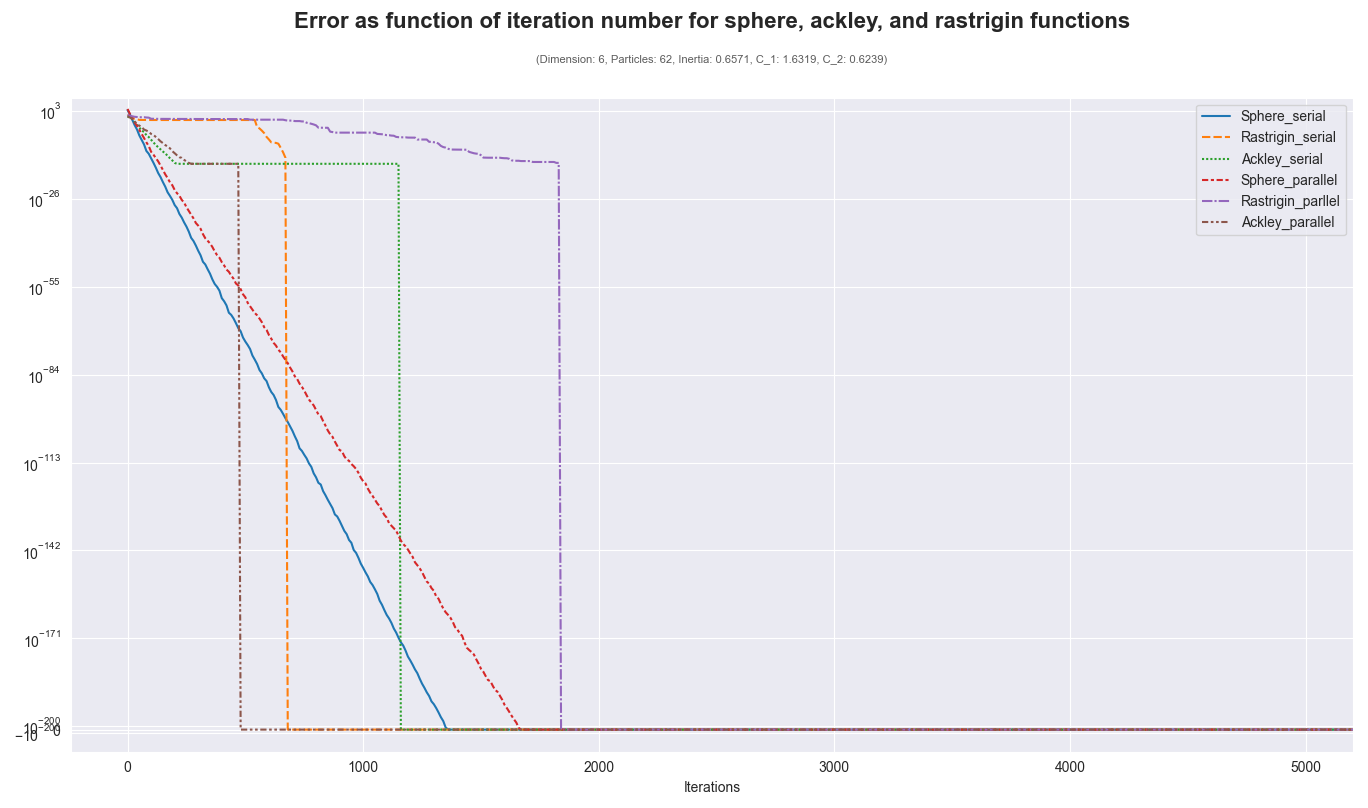 Error as function of iteration number for sphere, ackley, and rastrigin functions
(Dimension: 6, Particles: 62, Inertia: 0.6571, C_1: 1.6319, C_2: 0.6239)
10^3
10^−26
10^−55
10^−84
10^−113
10^−142
10^−171
10^−200
0
−10^−200
Sphere_serial
Rastrigin_serial
Ackley_serial
Sphere_parallel
Rastrigin_parllel
Ackley_parallel
0 1000 2000 3000 4000 5000
Iterations